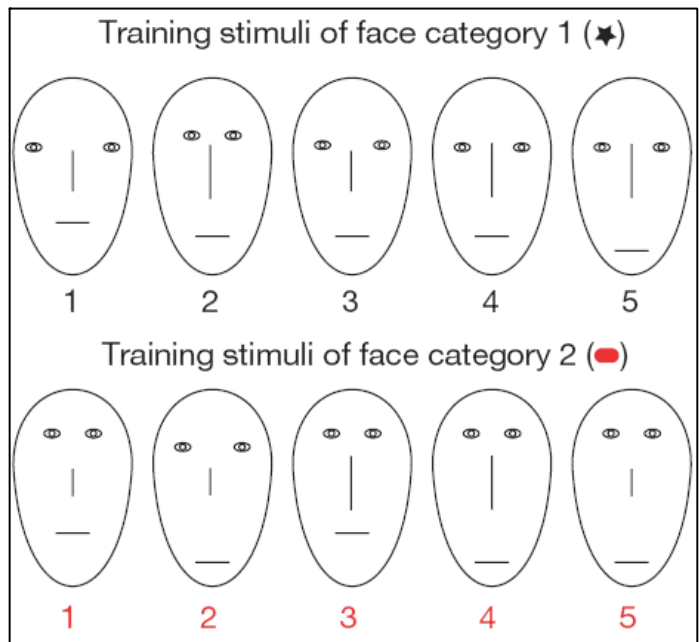 Training stimuli of face category 1 (★)
1 2 3 4 5
Training stimuli of face category 2 ()
1 2 3 4 5